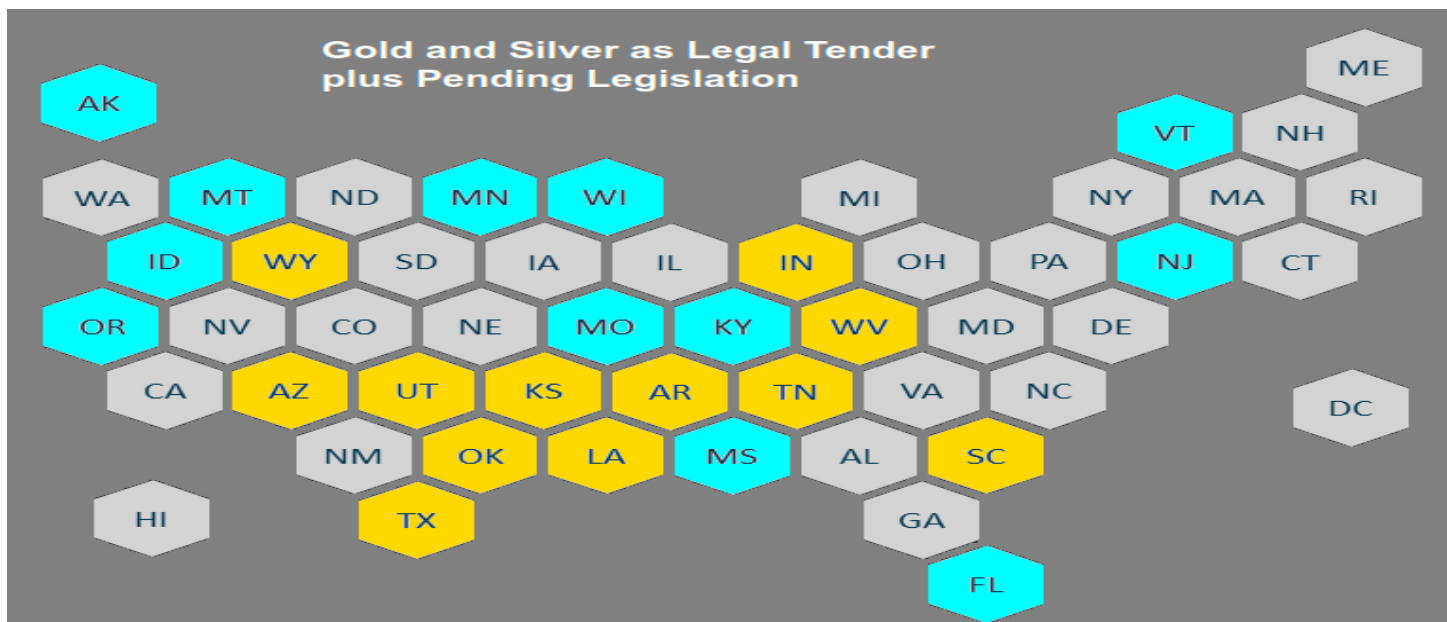 Gold and Silver as Legal Tender
plus Pending Legislation
ME
AK
VT NH
WA MT ND MN WI MI NY MA RI
ID WY SD IA IL IN OH PA NJ CT
OR NV CO NE MO KY WV MD DE
CA AZ UT KS AR TN VA NC
DC
NM OK LA MS AL SC
HI TX GA
FL